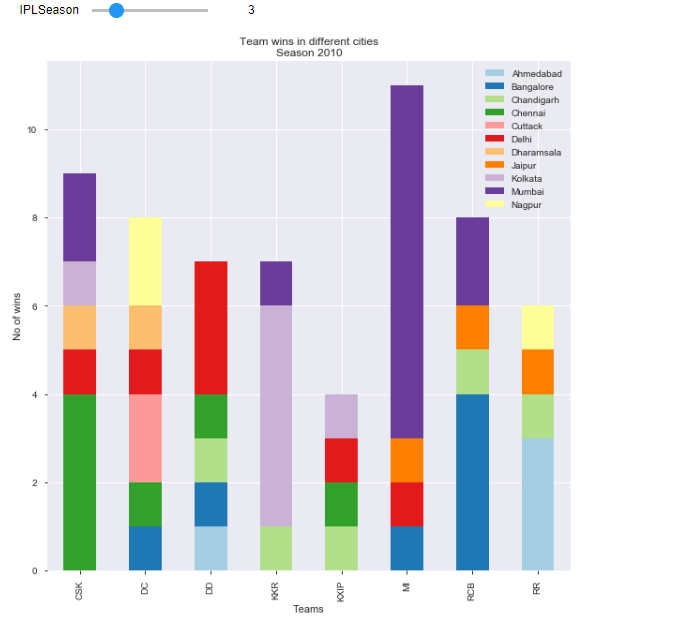 IPLSeason 3
Team wins in different cities
Season 2010
Ahmedabad
Bangalore
Chandigarh
Chennai
Cuttack
Delhi
Dharamsala
Jaipur
Kolkata
Mumbai
Nagpur
10
8
6
4
2
0
No of wins
CSK DC DD KKR KXIP MI RCB RR
Teams